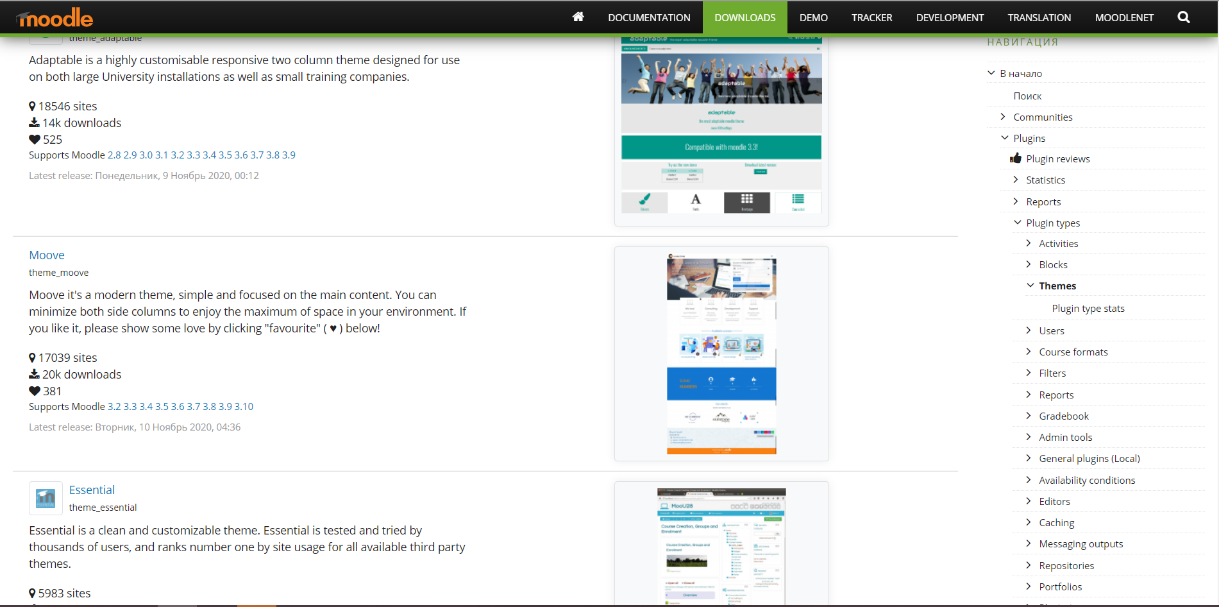 moodle
DOCUMENTATION DOWNLOADS DEMO TRACKER DEVELOPMENT TRANSLATION MOODLENET
theme_adaptable
Adaptable is a highly customisable responsive two column theme designed for use
on both large University installations as well as small training companies.
18546 sites
14k downloads
525
Supports Moodle 2.8 2.9 3.0 3.1 3.2 3.3 3.4 3.5 3.6 3.7 3.8 3.9
Latest release: Понедельник, 9 Ноябрь 2020, 00:12
adaptable
adaptable
Compatible with moodle 3.3!
Moove
theme_moove
Moove it's a modern theme, simple and focused on the main content. You can
minimize both side columns to enjoy the maximum of space in your environment. If
you like it, please show some love by clicking "favourite" ( ♥ ) below!
17039 sites
20k downloads
381
Supports Moodle 3.2 3.3 3.4 3.5 3.6 3.7 3.8 3.9 3.10
Latest release: Вторник, 10 Ноябрь 2020, 04:36
Essential
theme_essential
Essential is a clean and customizable theme. Essential is tested and tried by
thousands of users, and ranks number one by site usage for all available third party
themes.
5983 sites
Course Creation, Groups and
Enrolment
НАВИГАЦИЯ
В начало
Поиск
Communities
Plugins
Plugin reviews
Statistics
Reports
Plugin types
Activities
Blocks
Themes
Plugin type stats
Users
Course formats
Filters
Reports
Gradebook
Admin tools
General plugins (Local)
Availability conditions
Editors
Caching
Messaging outputs
Repositories
Portfolios